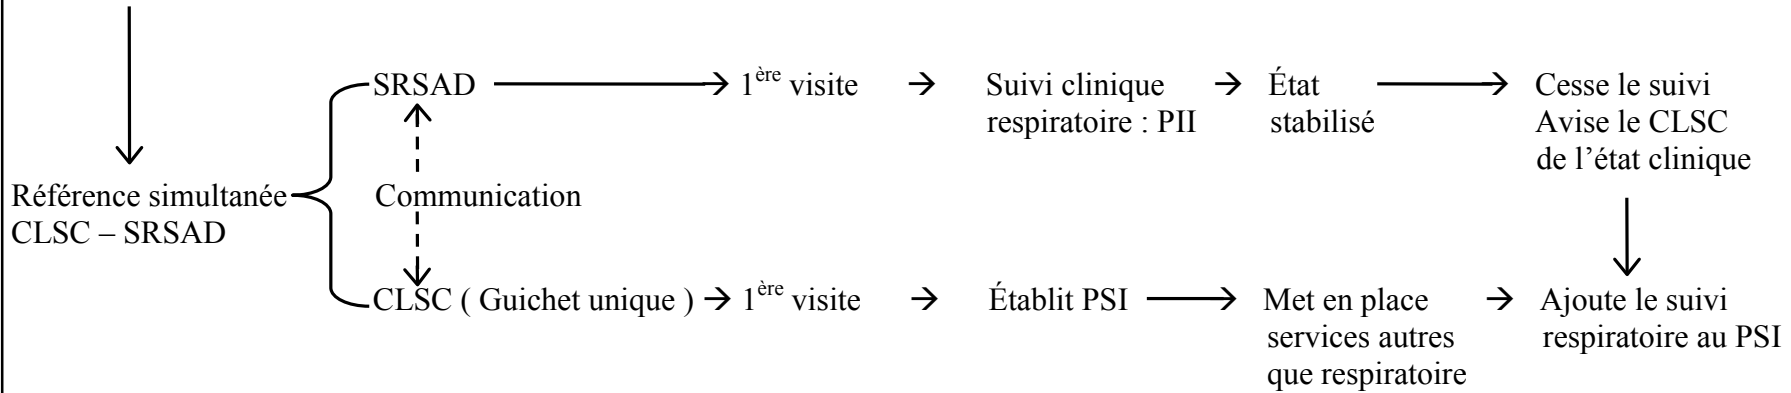 SRSAD → 1ère visite → Suivi clinique → État → Cesse le suivi
respiratoire : PII stabilisé Avise le CLSC
de l’état clinique
Référence simultanée Communication
CLSC – SRSAD
CLSC ( Guichet unique ) → 1ère visite → Établit PSI → Met en place → Ajoute le suivi
services autres respiratoire au PSI
que respiratoire